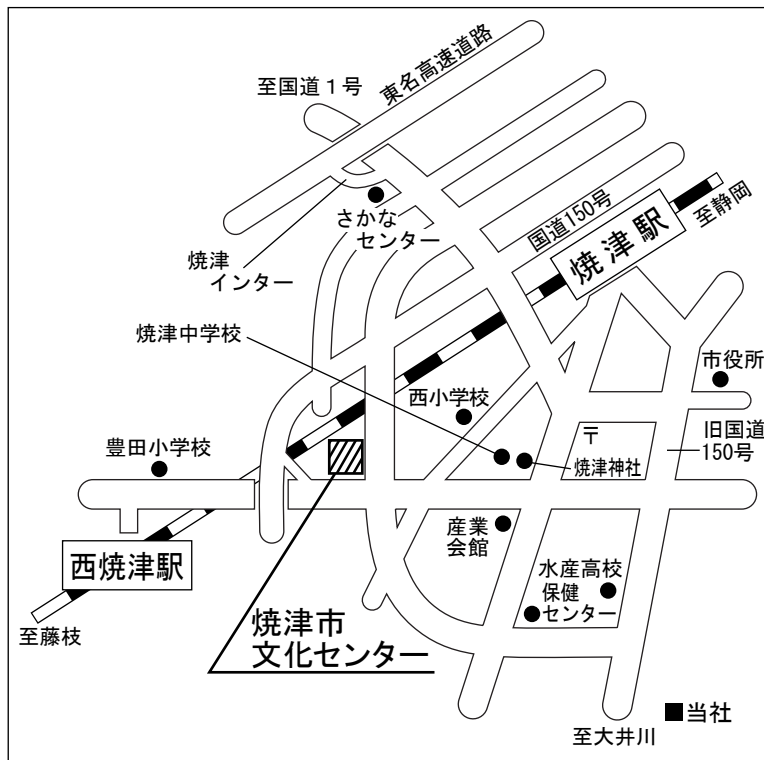 東名高速道路
至国道1号
さかな
センター
焼津
インター
国道150号
至静岡
焼津駅
焼津中学校
西小学校
市役所
〒
旧国道
150号
豊田小学校
焼津神社
産業
会館
西焼津駅
水産高校
保健
センター
至藤枝
焼津市
文化センター
■当社
至大井川